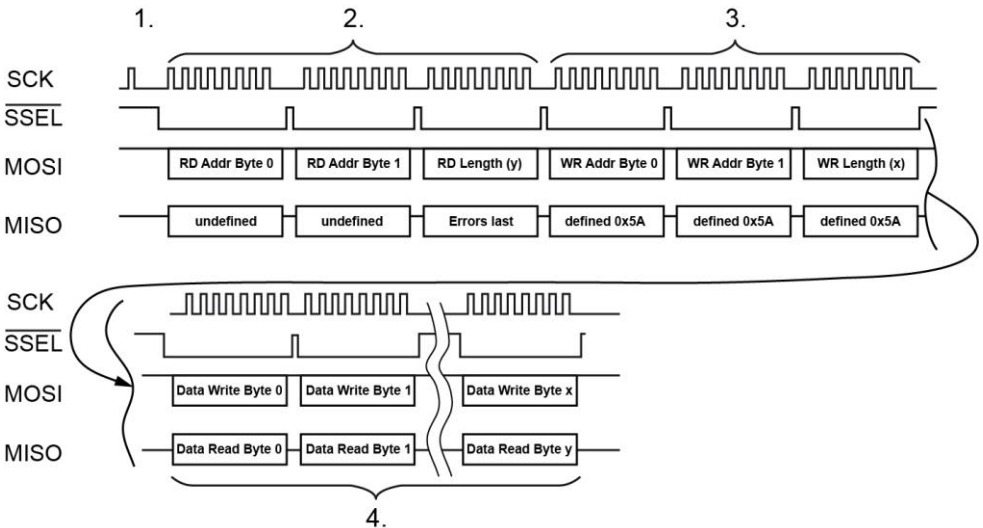 1. 2. 3.
SCK
SSEL
MOSI RD Addr Byte 0 RD Addr Byte 1 RD Length (y) WR Addr Byte 0 WR Addr Byte 1 WR Length (x)
MISO undefined undefined Errors last defined 0x5A defined 0x5A defined 0x5A
SCK
SSEL
MOSI Data Write Byte 0 Data Write Byte 1 Data Write Byte x
MISO Data Read Byte 0 Data Read Byte 1 Data Read Byte y
4.